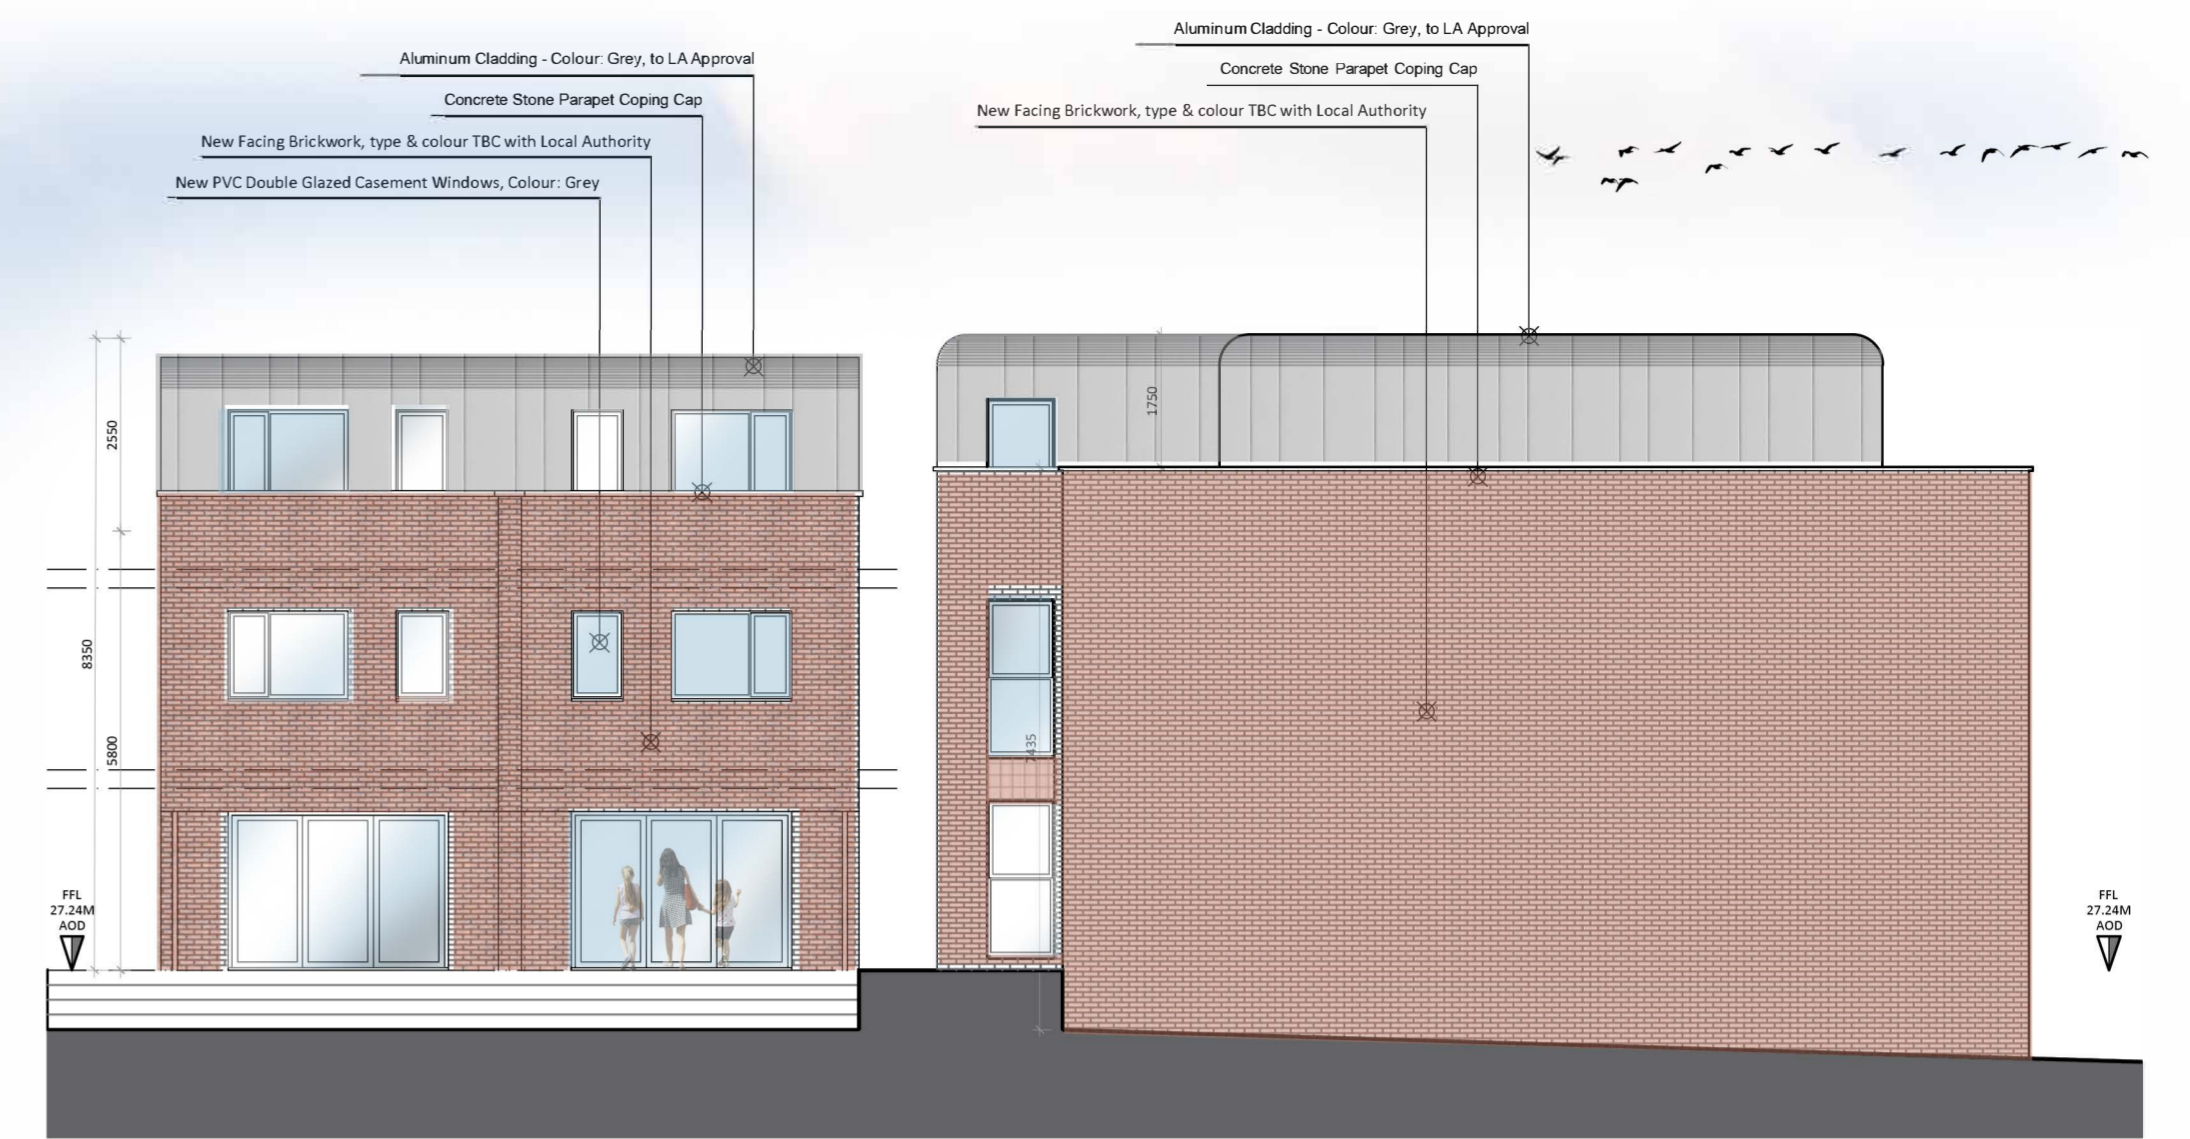 Aluminum Cladding - Colour: Grey, to LA Approval
Concrete Stone Parapet Coping Cap
New Facing Brickwork, type & colour TBC with Local Authority
New PVC Double Glazed Casement Windows, Colour: Grey
Aluminum Cladding - Colour: Grey, to LA Approval
Concrete Stone Parapet Coping Cap
New Facing Brickwork, type & colour TBC with Local Authority
2550
8350
5800
FFL
27.24M
AOD
1750
7435
FFL
27.24M
AOD